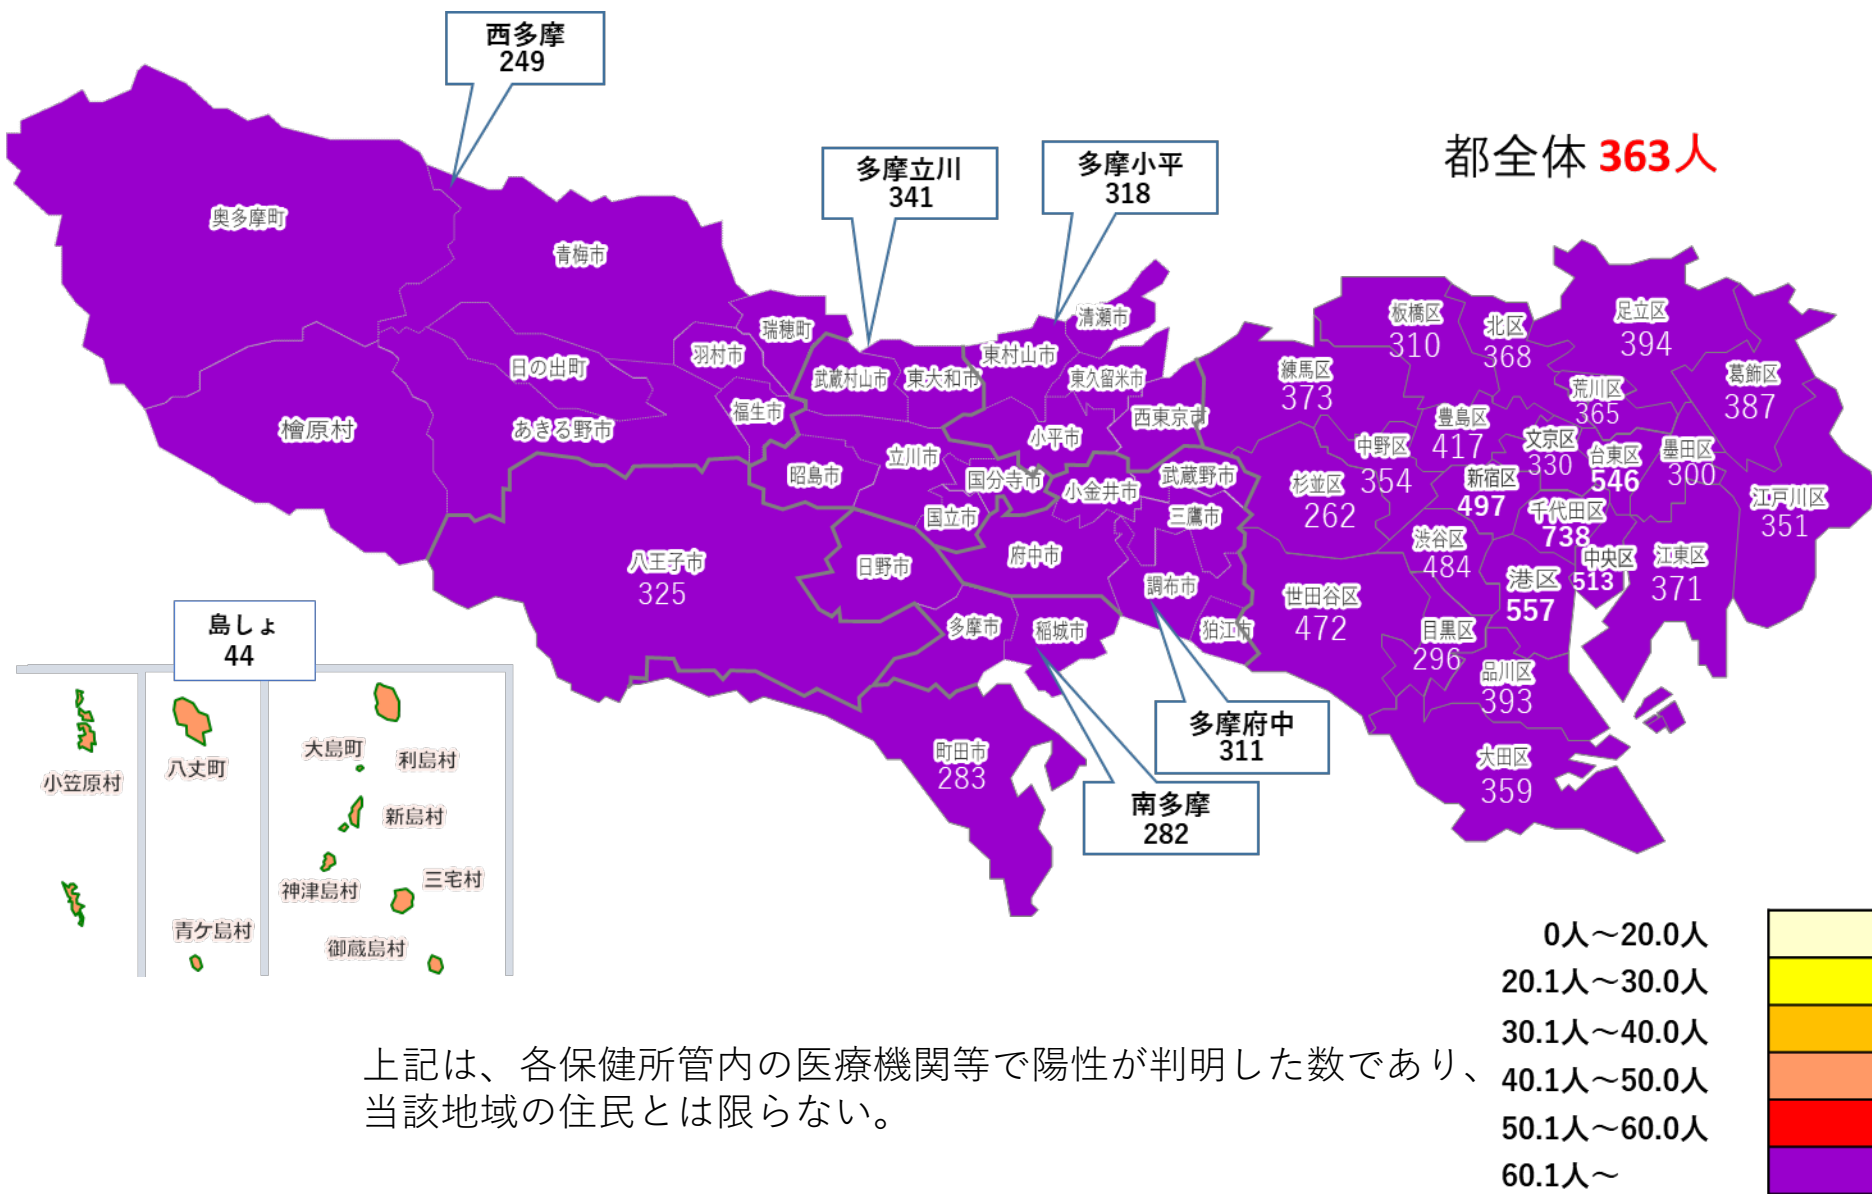 西多摩
249
都全体 363人
多摩立川
341
多摩小平
318
奥多摩町
青梅市
瑞穂町
羽村市
日の出町
福生市
あきる野市
檜原村
武蔵村山市
東大和市
東村山市
清瀬市
東久留米市
西東京市
小平市
立川市
昭島市
国分寺市
小金井市
武蔵野市
国立市
三鷹市
府中市
調布市
狛江市
八王子市
325
日野市
多摩市
稲城市
町田市
283
板橋区
310
北区
368
足立区
394
練馬区
373
荒川区
365
葛飾区
387
豊島区
417
文京区
330
台東区
546
墨田区
300
中野区
354
杉並区
262
新宿区
497
千代田区
738
江戸川区
351
渋谷区
484
中央区
513
江東区
371
港区
557
世田谷区
472
目黒区
296
品川区
393
大田区
359
多摩府中
311
南多摩
282
島しょ
44
小笠原村
八丈町
大島町
利島村
新島村
神津島村
三宅村
青ケ島村
御蔵島村
上記は、各保健所管内の医療機関等で陽性が判明した数であり、
当該地域の住民とは限らない。
0人～20.0人
20.1人～30.0人
30.1人～40.0人
40.1人～50.0人
50.1人～60.0人
60.1人～